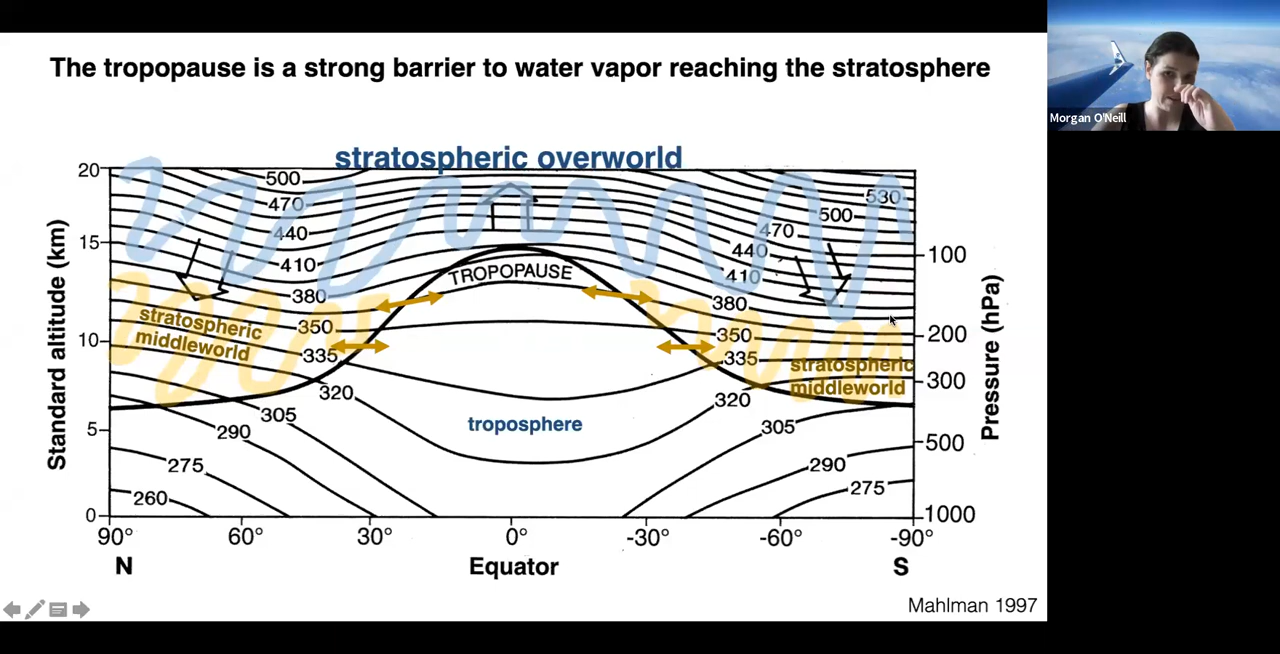 The tropopause is a strong barrier to water vapor reaching the stratosphere
Morgan O'Neill
stratospheric overworld
20
15
10
5
0
Standard altitude (km)
500
470
440
410
380
350
335
320
305
290
275
260
530
500
470
440
410
380
350
335
320
305
290
275
TROPOPAUSE
stratospheric
middleworld
stratospheric
middleworld
troposphere
100
200
300
500
1000
Pressure (hPa)
90° 60° 30° 0° -30° -60° -90°
N Equator S
Mahlman 1997